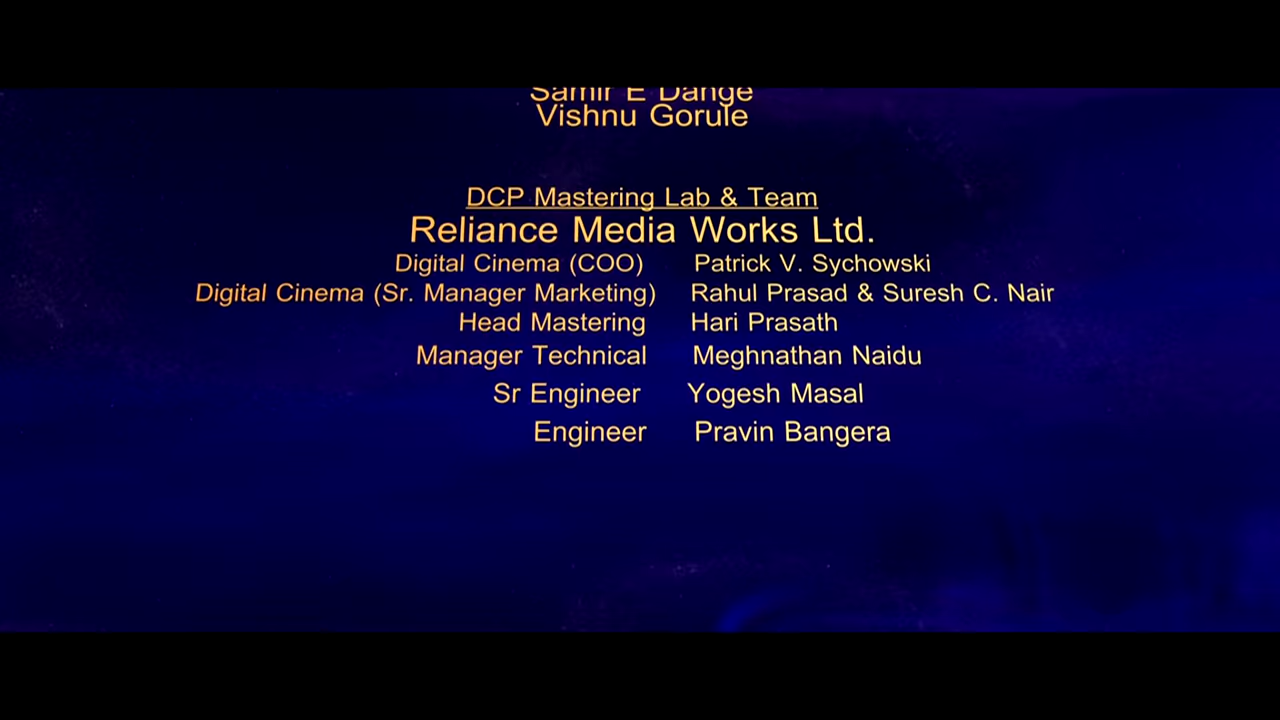 Samir E Dange
Vishnu Gorule
DCP Mastering Lab & Team
Reliance Media Works Ltd.
Digital Cinema (COO) Patrick V. Sychowski
Digital Cinema (Sr. Manager Marketing) Rahul Prasad & Suresh C. Nair
Head Mastering Hari Prasath
Manager Technical Meghnathan Naidu
Sr Engineer Yogesh Masal
Engineer Pravin Bangera